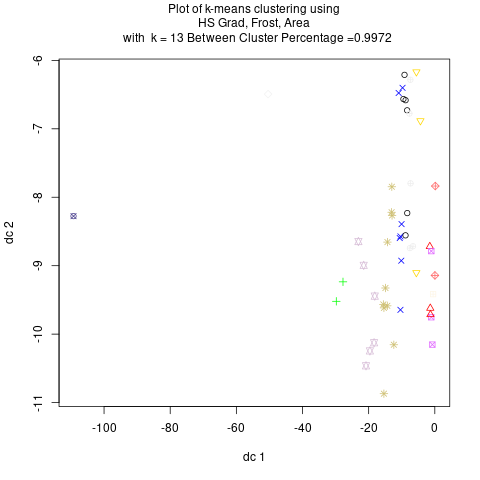 Plot of k-means clustering using
HS Grad, Frost, Area
with k = 13 Between Cluster Percentage =0.9972
-6
-7
-8
-9
-10
-11
dc 2
-100
-80
-60
-40
-20
0
dc 1